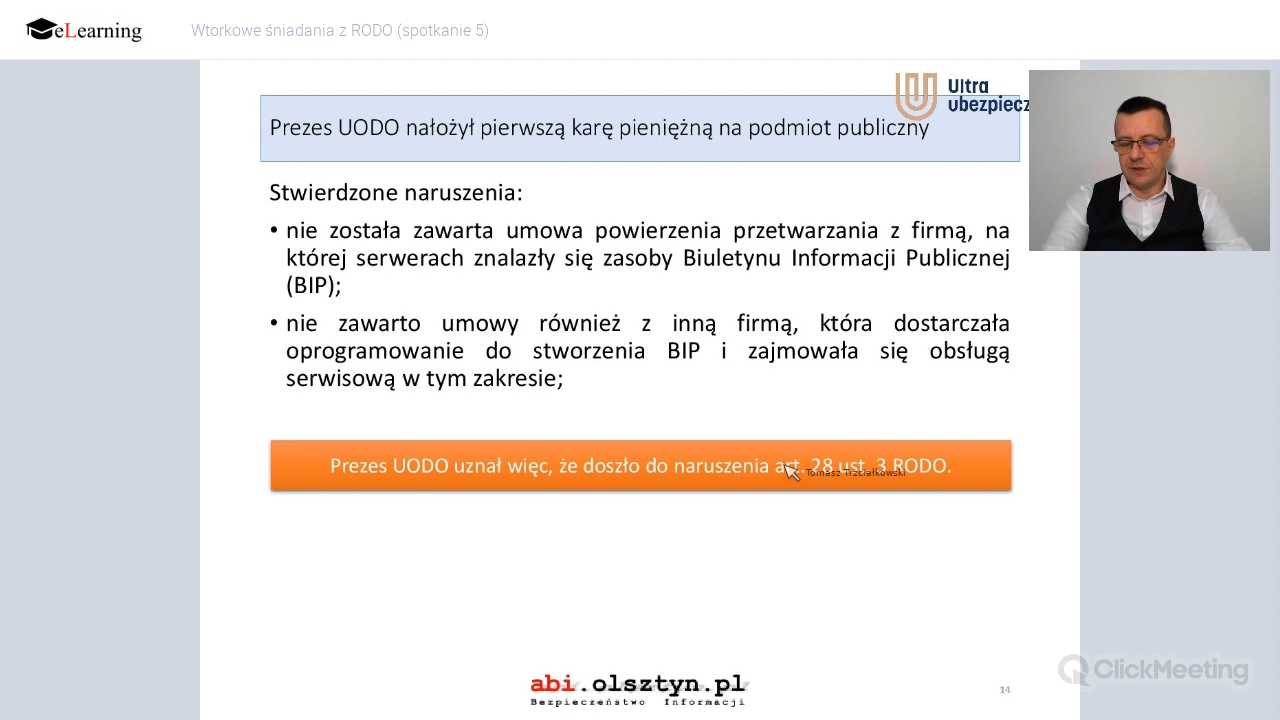 eLearning
Wtorkowe śniadania z RODO (spotkanie 5)
Ultra
ubezpiecz
Prezes UODO nałożył pierwszą karę pieniężną na podmiot publiczny
Stwierdzone naruszenia:
• nie została zawarta umowa powierzenia przetwarzania z firmą, na
której serwerach znalazły się zasoby Biuletynu Informacji Publicznej
(BIP);
• nie zawarto umowy również z inną firmą, która dostarczała
oprogramowanie do stworzenia BIP i zajmowała się obsługą
serwisową w tym zakresie;
Prezes UODO uznał więc, że doszło do naruszenia art. 28 ust. 3 RODO.
Tomasz Trzciałkowski
ClickMeeting
abi.olsztyn.pl
Bezpieczeństwo Informacji
14